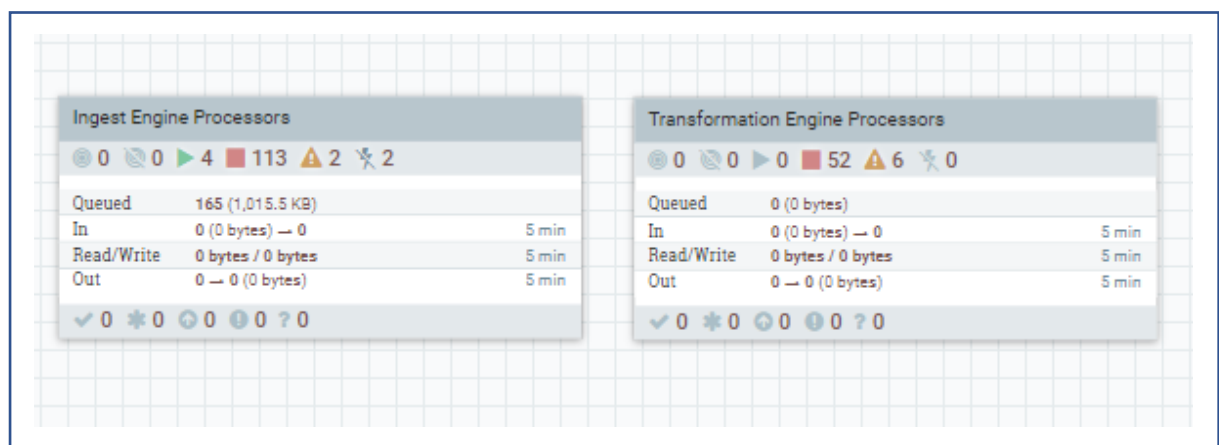 Ingest Engine Processors
0 0 4 113 2 2
Queued 165 (1,015.5 KB)
In 0 (0 bytes) → 0 5 min
Read/Write 0 bytes / 0 bytes 5 min
Out 0 → 0 (0 bytes) 5 min
0 0 0 0 ? 0
Transformation Engine Processors
0 0 0 52 6 0
Queued 0 (0 bytes)
In 0 (0 bytes) → 0 5 min
Read/Write 0 bytes / 0 bytes 5 min
Out 0 → 0 (0 bytes) 5 min
0 0 0 0 ? 0